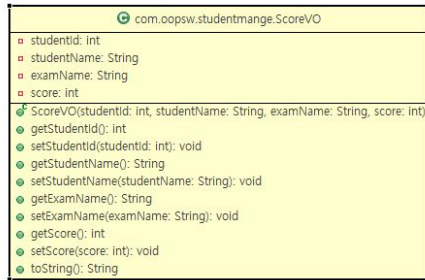 com.oopsw.studentmange.ScoreVO
studentId: int
studentName: String
examName: String
score: int
ScoreVO(studentId: int, studentName: String, examName: String, score: int)
getStudentId(): int
setStudentId(studentId: int): void
getStudentName(): String
setStudentName(studentName: String): void
getExamName(): String
setExamName(examName: String): void
getScore(): int
setScore(score: int): void
toString(): String